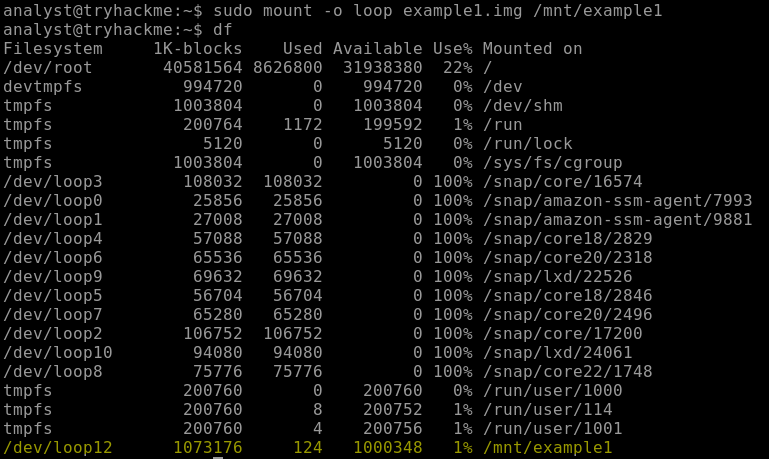 analyst@tryhackme:~$ sudo mount -o loop example1.img /mnt/example1
analyst@tryhackme:~$ df
Filesystem     1K-blocks    Used Available Use% Mounted on
/dev/root       40581564 8626800  31938380  22% /
devtmpfs          994720       0    994720   0% /dev
tmpfs            1003804       0   1003804   0% /dev/shm
tmpfs             200764    1172    199592   1% /run
tmpfs               5120       0      5120   0% /run/lock
tmpfs            1003804       0   1003804   0% /sys/fs/cgroup
/dev/loop3        108032  108032         0 100% /snap/core/16574
/dev/loop0         25856   25856         0 100% /snap/amazon-ssm-agent/7993
/dev/loop1         27008   27008         0 100% /snap/amazon-ssm-agent/9881
/dev/loop4         57088   57088         0 100% /snap/core18/2829
/dev/loop6         65536   65536         0 100% /snap/core20/2318
/dev/loop9         69632   69632         0 100% /snap/lxd/22526
/dev/loop5         56704   56704         0 100% /snap/core18/2846
/dev/loop7         65280   65280         0 100% /snap/core20/2496
/dev/loop2        106752  106752         0 100% /snap/core/17200
/dev/loop10        94080   94080         0 100% /snap/lxd/24061
/dev/loop8         75776   75776         0 100% /snap/core22/1748
tmpfs             200760       0    200760   0% /run/user/1000
tmpfs             200760       8    200752   1% /run/user/114
tmpfs             200760       4    200756   1% /run/user/1001
/dev/loop12      1073176     124   1000348   1% /mnt/example1